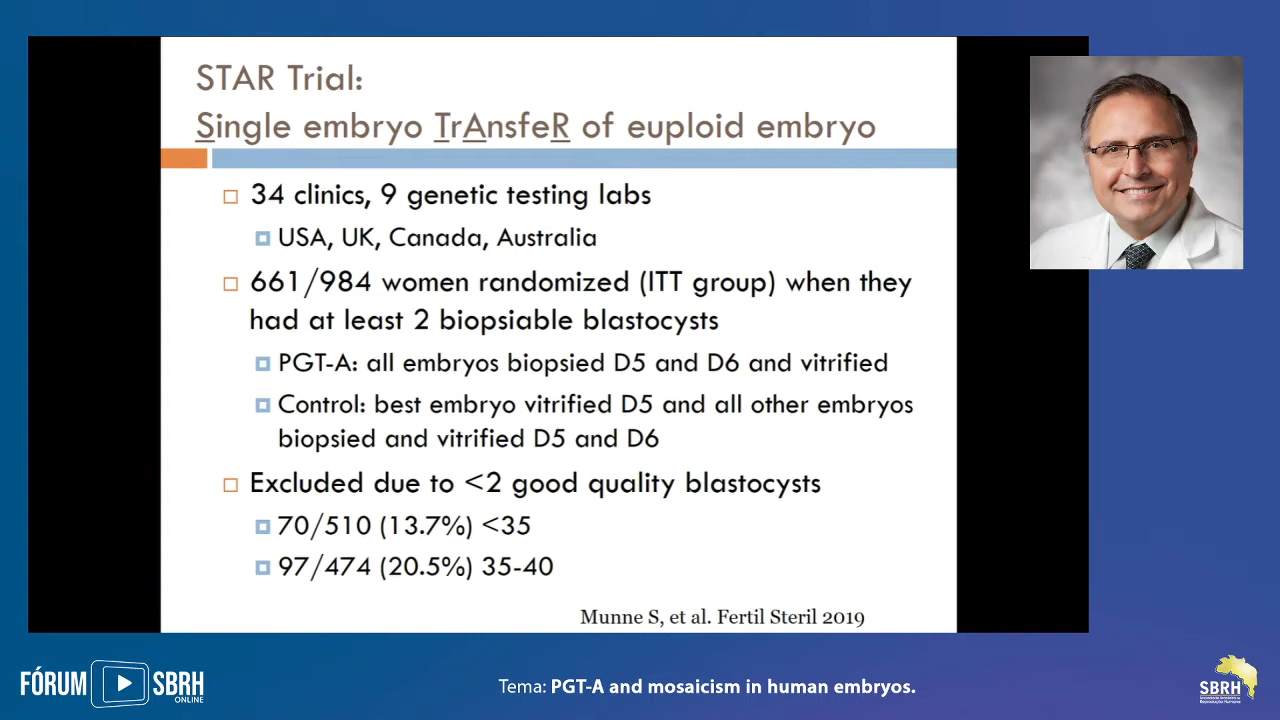 STAR Trial:
Single embryo TrAnsfeR of euploid embryo
34 clinics, 9 genetic testing labs
USA, UK, Canada, Australia
661/984 women randomized (ITT group) when they
had at least 2 biopsiable blastocysts
PGT-A: all embryos biopsied D5 and D6 and vitrified
Control: best embryo vitrified D5 and all other embryos
biopsied and vitrified D5 and D6
Excluded due to <2 good quality blastocysts
70/510 (13.7%) <35
97/474 (20.5%) 35-40
Munne S, et al. Fertil Steril 2019
FÓRUM SBRH
ONLINE
Tema: PGT-A and mosaicism in human embryos.
SBRH